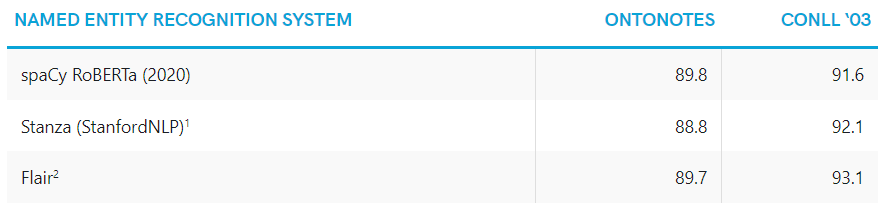 NAMED ENTITY RECOGNITION SYSTEM ONTONOTES CONLL ‘03
spaCy RoBERTa (2020) 89.8 91.6
Stanza (StanfordNLP)¹ 88.8 92.1
Flair² 89.7 93.1